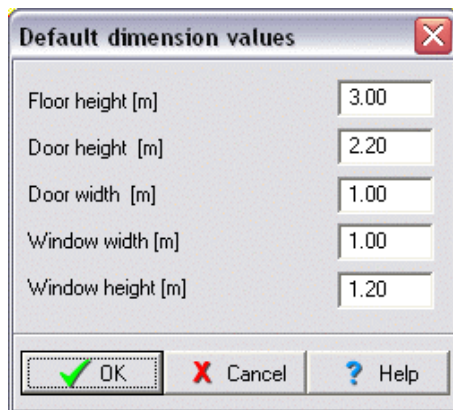 Default dimension values
Floor height [m] 3.00
Door height [m] 2.20
Door width [m] 1.00
Window width [m] 1.00
Window height [m] 1.20
OK Cancel Help